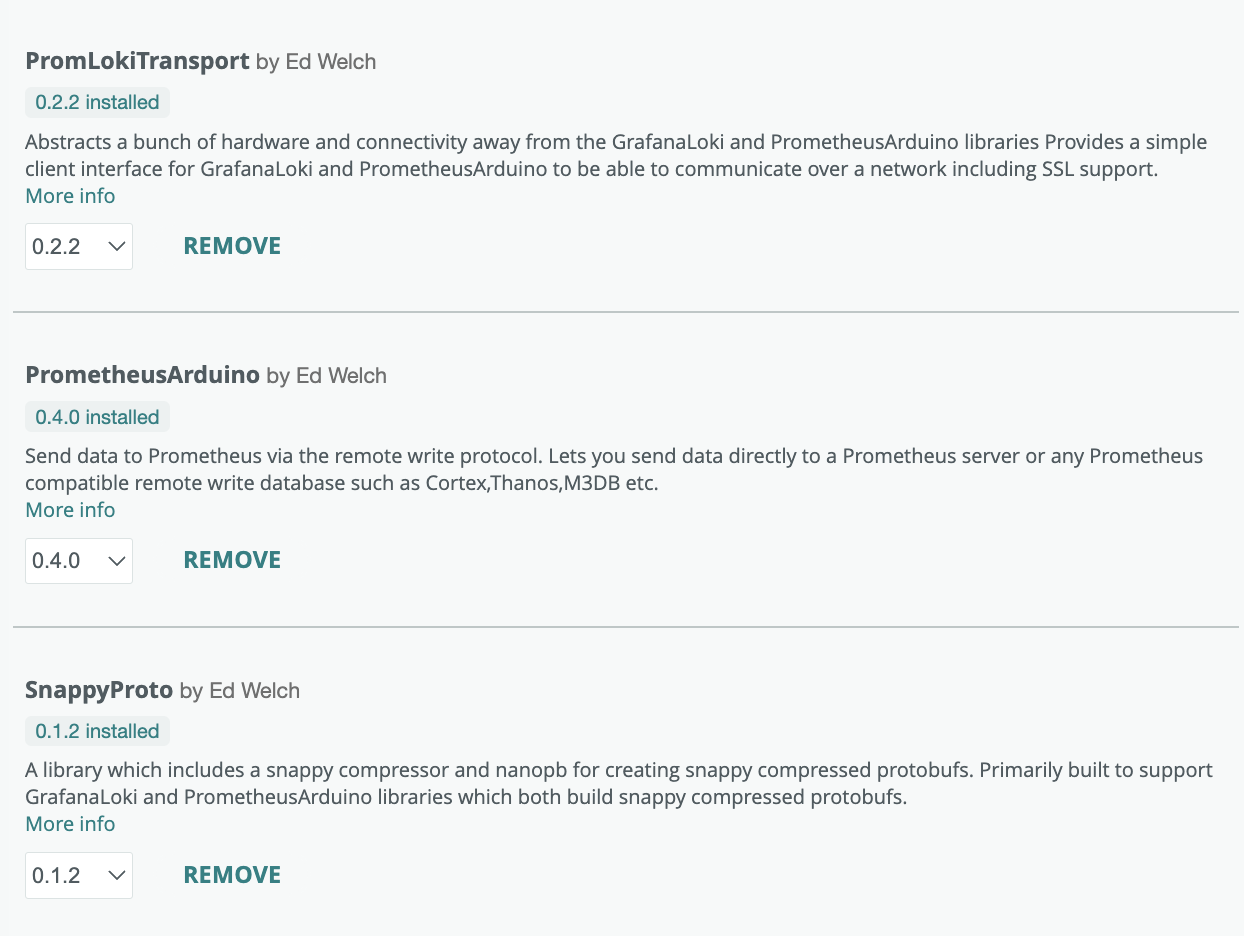 PromLokiTransport by Ed Welch
0.2.2 installed
Abstracts a bunch of hardware and connectivity away from the GrafanaLoki and PrometheusArduino libraries Provides a simple
client interface for GrafanaLoki and PrometheusArduino to be able to communicate over a network including SSL support.
More info
0.2.2 REMOVE
PrometheusArduino by Ed Welch
0.4.0 installed
Send data to Prometheus via the remote write protocol. Lets you send data directly to a Prometheus server or any Prometheus
compatible remote write database such as Cortex,Thanos,M3DB etc.
More info
0.4.0 REMOVE
SnappyProto by Ed Welch
0.1.2 installed
A library which includes a snappy compressor and nanopb for creating snappy compressed protobufs. Primarily built to support
GrafanaLoki and PrometheusArduino libraries which both build snappy compressed protobufs.
More info
0.1.2 REMOVE